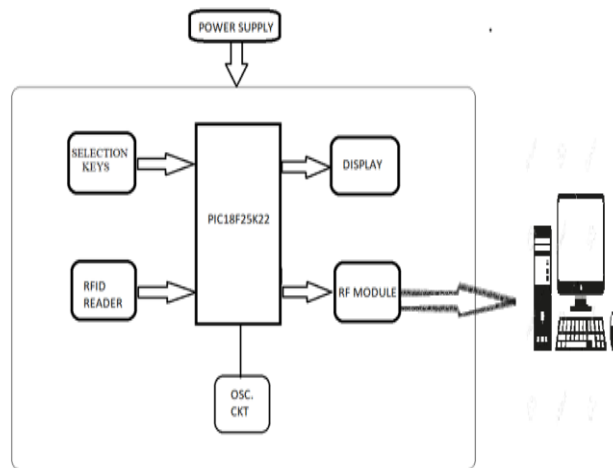 POWER SUPPLY
SELECTION
KEYS
DISPLAY
PIC18F25K22
RFID
READER
RF MODULE
OSC.
CKT